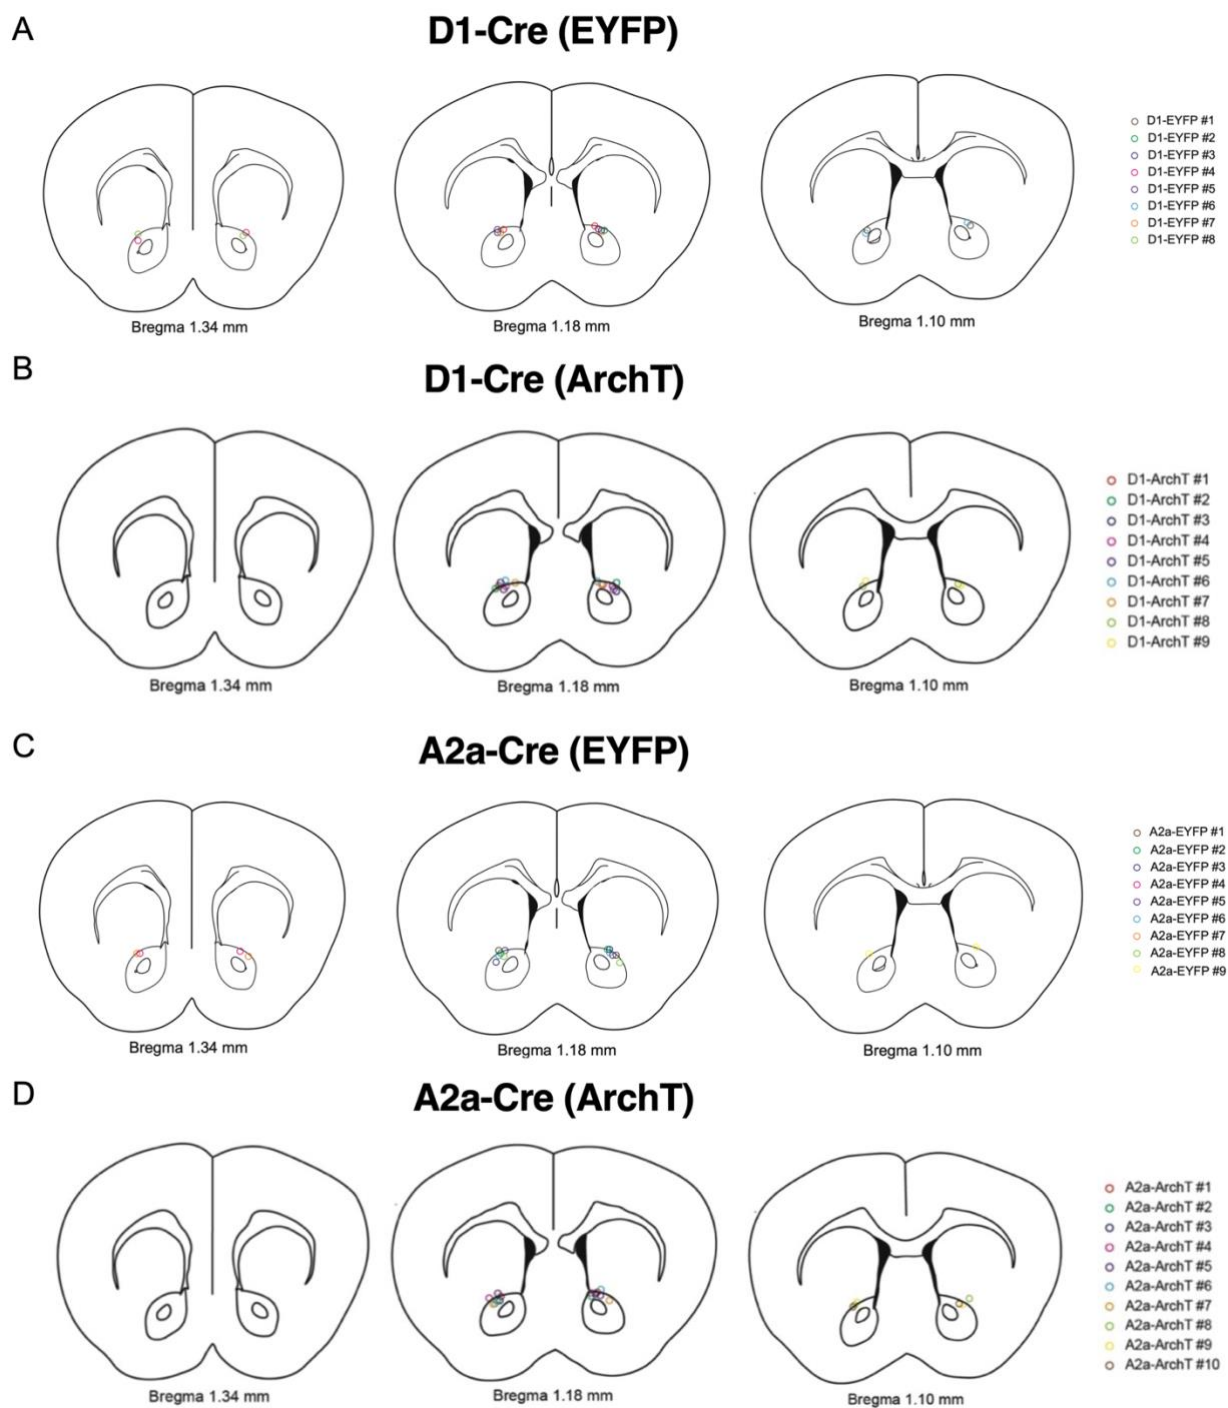 A
D1-Cre (EYFP)
D1-EYFP #1
D1-EYFP #2
D1-EYFP #3
D1-EYFP #4
D1-EYFP #5
D1-EYFP #6
D1-EYFP #7
D1-EYFP #8
Bregma 1.34 mm
Bregma 1.18 mm
Bregma 1.10 mm
B
D1-Cre (ArchT)
D1-ArchT #1
D1-ArchT #2
D1-ArchT #3
D1-ArchT #4
D1-ArchT #5
D1-ArchT #6
D1-ArchT #7
D1-ArchT #8
D1-ArchT #9
Bregma 1.34 mm
Bregma 1.18 mm
Bregma 1.10 mm
C
A2a-Cre (EYFP)
A2a-EYFP #1
A2a-EYFP #2
A2a-EYFP #3
A2a-EYFP #4
A2a-EYFP #5
A2a-EYFP #6
A2a-EYFP #7
A2a-EYFP #8
A2a-EYFP #9
Bregma 1.34 mm
Bregma 1.18 mm
Bregma 1.10 mm
D
A2a-Cre (ArchT)
A2a-ArchT #1
A2a-ArchT #2
A2a-ArchT #3
A2a-ArchT #4
A2a-ArchT #5
A2a-ArchT #6
A2a-ArchT #7
A2a-ArchT #8
A2a-ArchT #9
A2a-ArchT #10
Bregma 1.34 mm
Bregma 1.18 mm
Bregma 1.10 mm